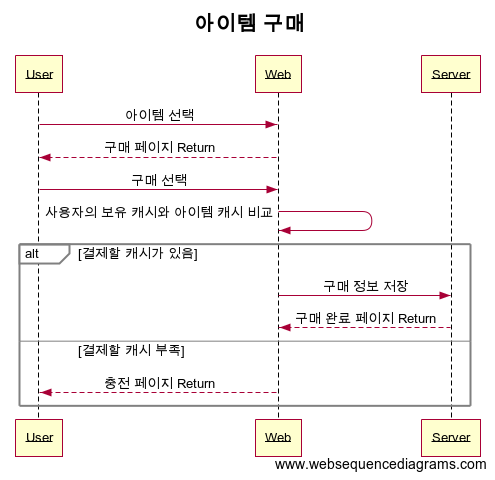 아이템 구매
User Web Server
아이템 선택
구매 페이지 Return
구매 선택
사용자의 보유 캐시와 아이템 캐시 비교
alt [결제할 캐시가 있음]
구매 정보 저장
구매 완료 페이지 Return
[결제할 캐시 부족]
충전 페이지 Return
User Web Server
www.websequencediagrams.com